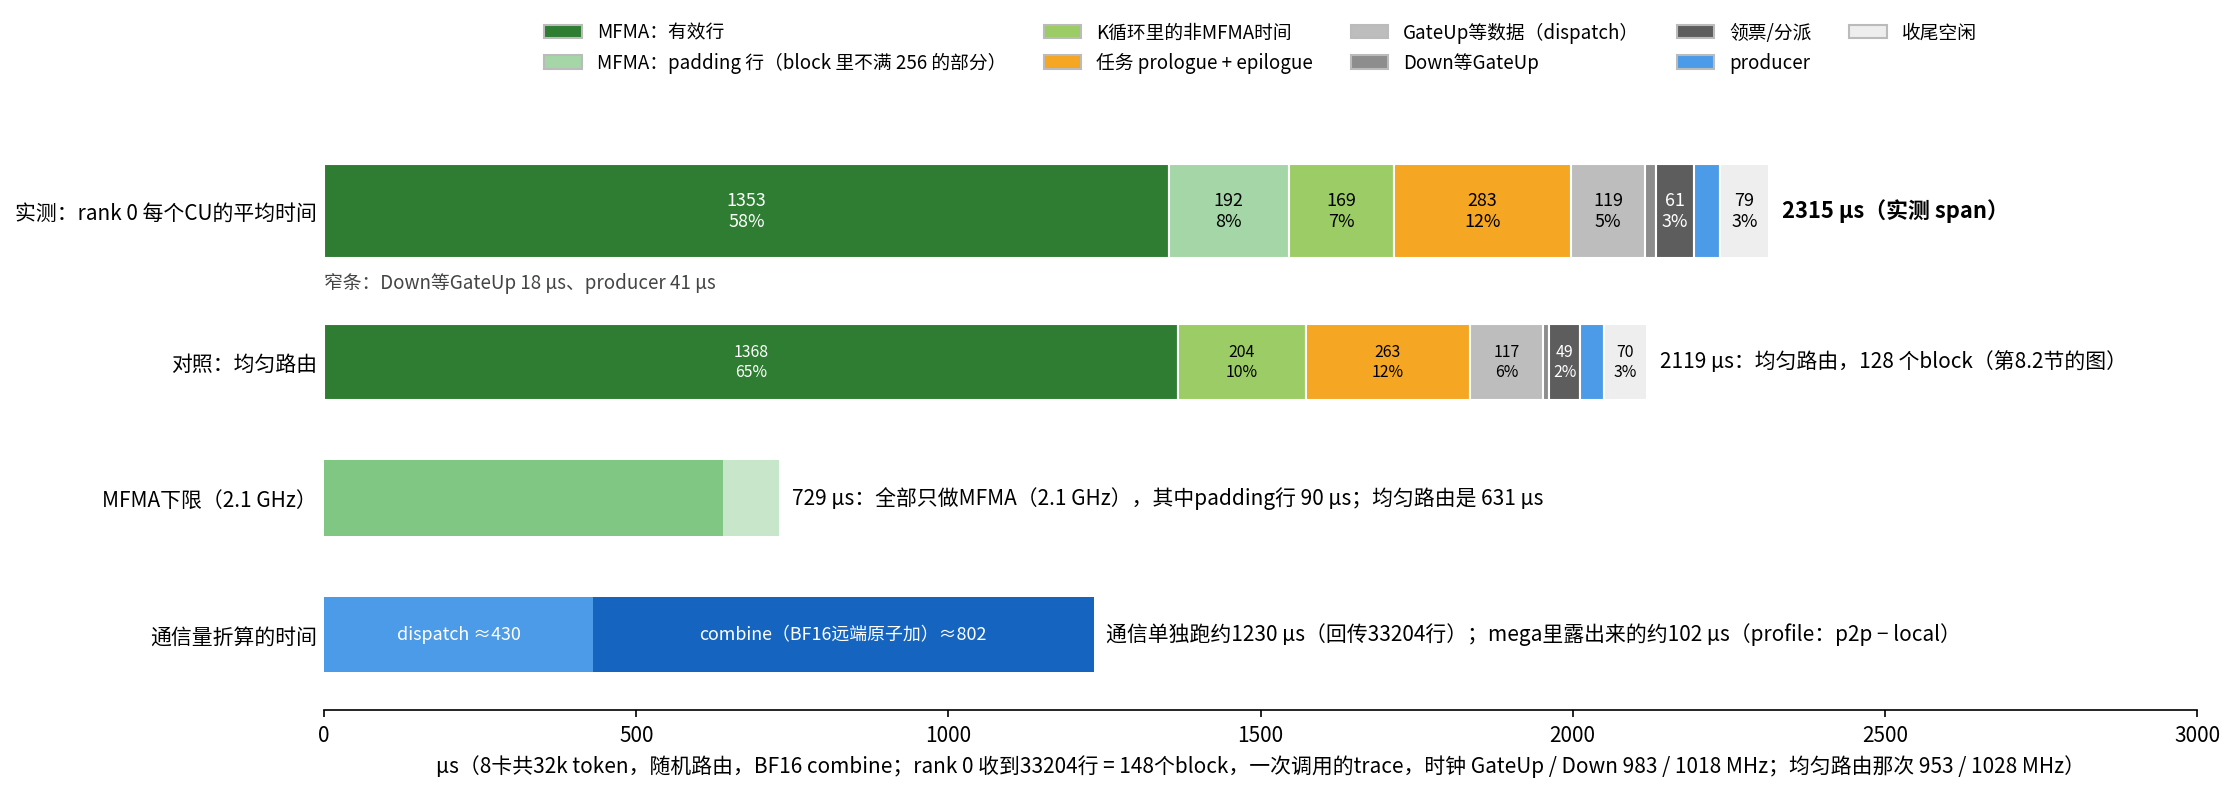 MFMA：有效行
MFMA：padding 行（block 里不满 256 的部分）
K循环里的非MFMA时间
任务 prologue + epilogue
GateUp等数据（dispatch）
Down等GateUp
领票/分派
producer
收尾空闲
实测：rank 0 每个CU的平均时间
1353
58%
192
8%
169
7%
283
12%
119
5%
61
3%
79
3%
2315 µs（实测 span）
窄条：Down等GateUp 18 µs、producer 41 µs
对照：均匀路由
1368
65%
204
10%
263
12%
117
6%
49
2%
70
3%
2119 µs：均匀路由，128 个block（第8.2节的图）
MFMA下限（2.1 GHz）
729 µs：全部只做MFMA（2.1 GHz），其中padding行 90 µs；均匀路由是 631 µs
通信量折算的时间
dispatch ≈430
combine（BF16远端原子加）≈802
通信单独跑约1230 µs（回传33204行）；mega里露出来的约102 µs（profile：p2p − local）
0
500
1000
1500
2000
2500
3000
µs（8卡共32k token，随机路由，BF16 combine；rank 0 收到33204行 = 148个block，一次调用的trace，时钟 GateUp / Down 983 / 1018 MHz；均匀路由那次 953 / 1028 MHz）